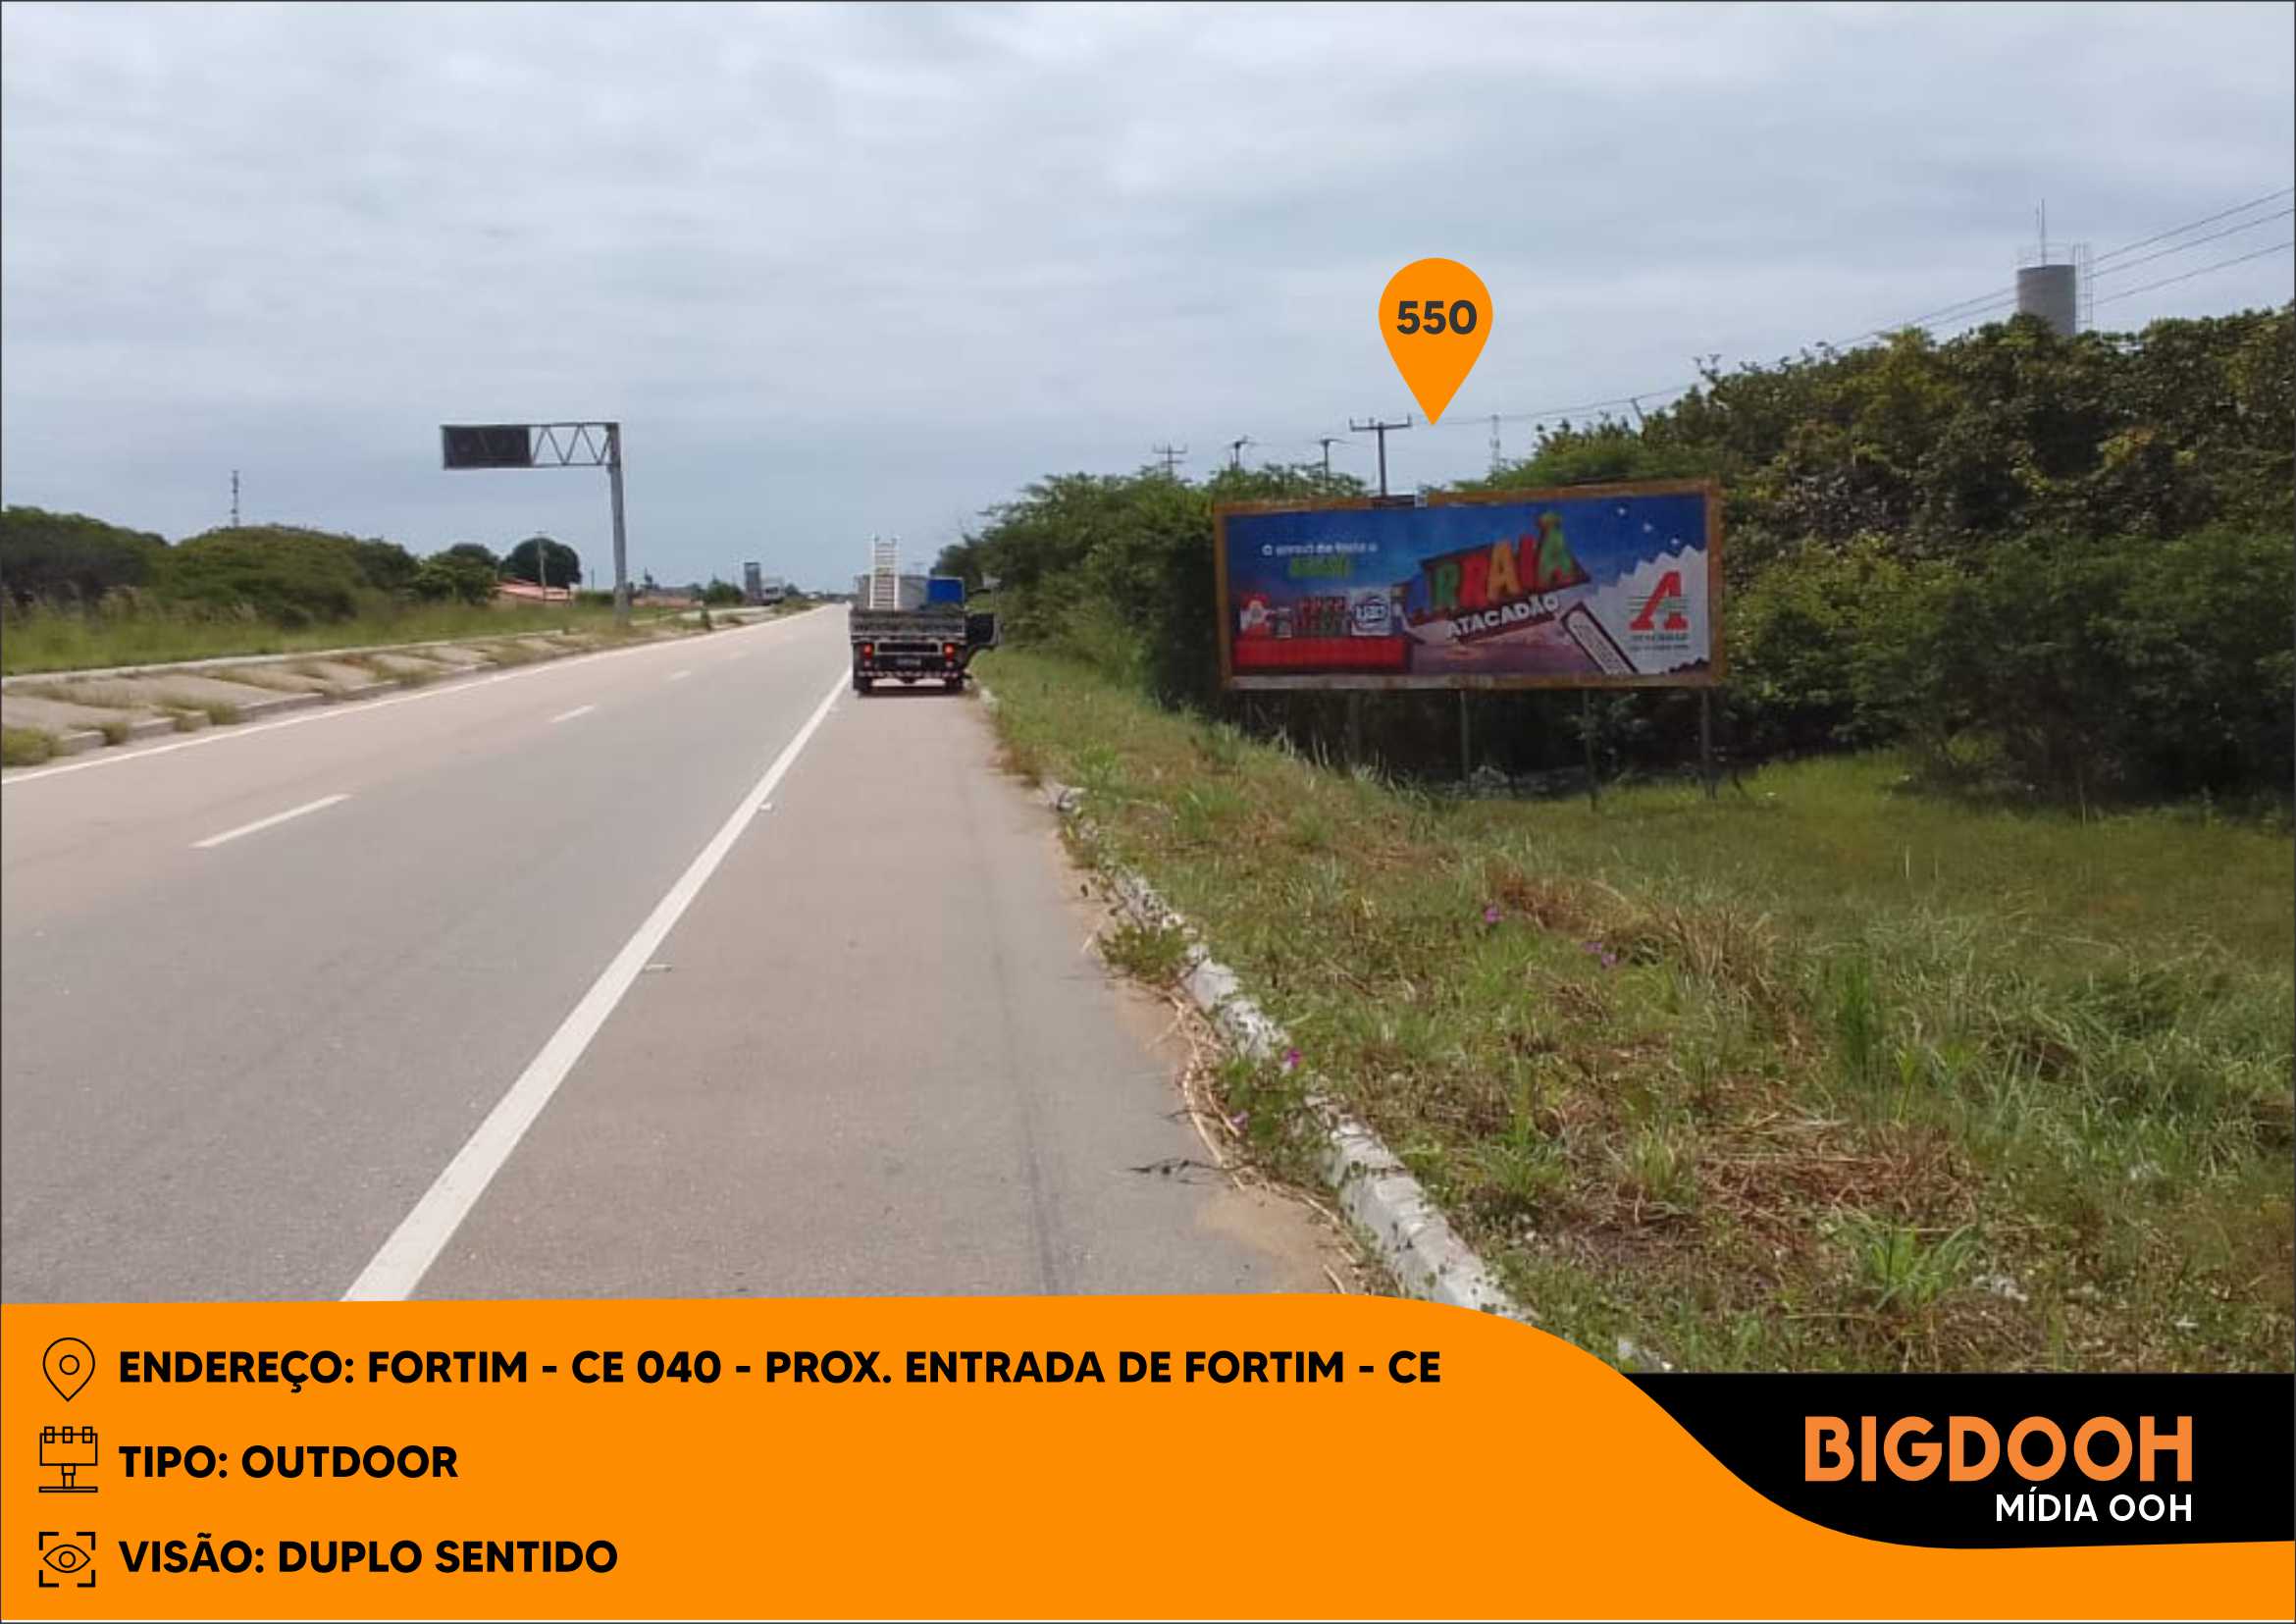 550
O
ATACADÃO
A
ENDEREÇO: FORTIM - CE 040 - PROX. ENTRADA DE FORTIM - CE
TIPO: OUTDOOR
VISÃO: DUPLO SENTIDO
BIGDOOH
MÍDIA OOH